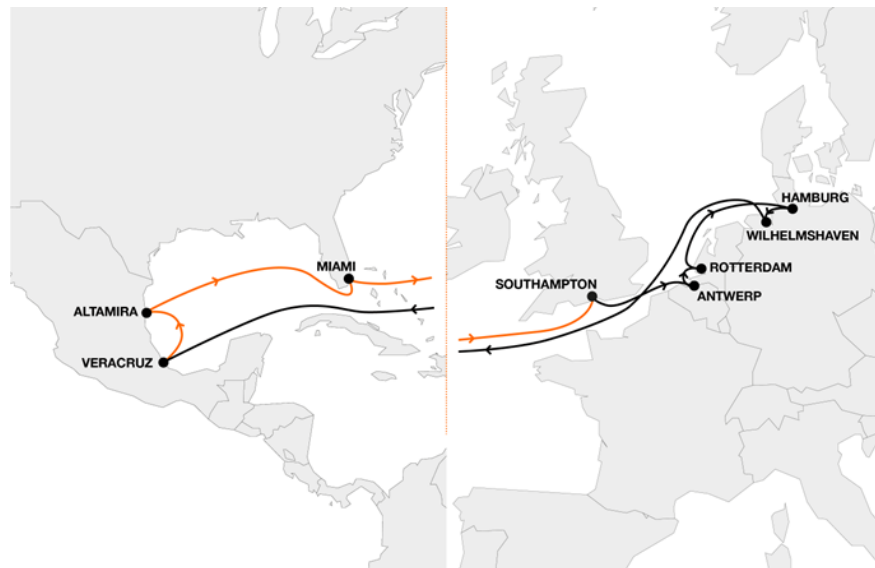 MIAMI
ALTAMIRA
VERACRUZ
HAMBURG
WILHELMSHAVEN
ROTTERDAM
SOUTHAMPTON
ANTWERP